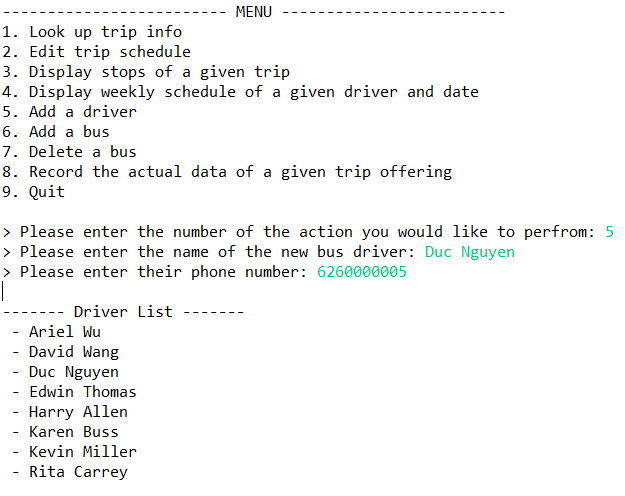 ------------------------- MENU -------------------------
1. Look up trip info
2. Edit trip schedule
3. Display stops of a given trip
4. Display weekly schedule of a given driver and date
5. Add a driver
6. Add a bus
7. Delete a bus
8. Record the actual data of a given trip offering
9. Quit
> Please enter the number of the action you would like to perfrom: 5
> Please enter the name of the new bus driver: Duc Nguyen
> Please enter their phone number: 6260000005
------- Driver List -------
- Ariel Wu
- David Wang
- Duc Nguyen
- Edwin Thomas
- Harry Allen
- Karen Buss
- Kevin Miller
- Rita Carrey